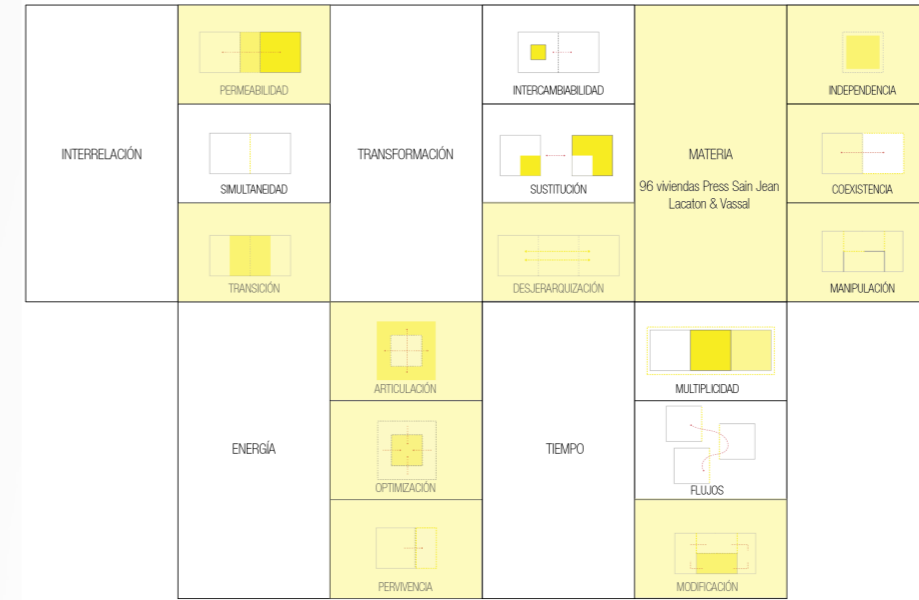 INTERRELACIÓN
PERMEABILIDAD
SIMULTANEIDAD
TRANSICIÓN
TRANSFORMACIÓN
INTERCAMBIABILIDAD
SUSTITUCIÓN
DESJERARQUIZACIÓN
MATERIA
96 viviendas Press Sain Jean
Lacaton & Vassal
INDEPENDENCIA
COEXISTENCIA
MANIPULACIÓN
ENERGÍA
ARTICULACIÓN
OPTIMIZACIÓN
PERVIVENCIA
TIEMPO
MULTIPLICIDAD
FLUJOS
MODIFICACIÓN